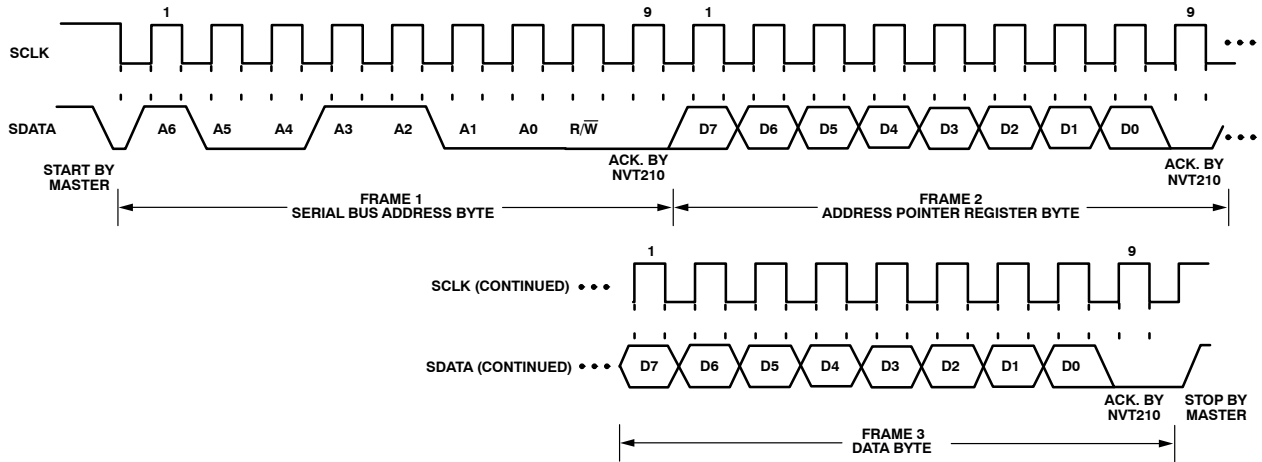 1 9 1 9
SCLK
SDATA A6 A5 A4 A3 A2 A1 A0 R/W̅ D7 D6 D5 D4 D3 D2 D1 D0
START BY
MASTER
ACK. BY
NVT210
ACK. BY
NVT210
FRAME 1
SERIAL BUS ADDRESS BYTE
FRAME 2
ADDRESS POINTER REGISTER BYTE
1 9
SCLK (CONTINUED)
SDATA (CONTINUED) D7 D6 D5 D4 D3 D2 D1 D0
ACK. BY
NVT210
STOP BY
MASTER
FRAME 3
DATA BYTE